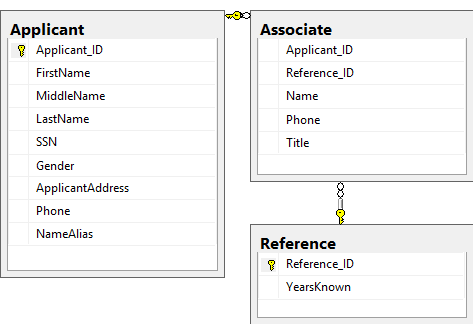 Applicant
Applicant_ID
FirstName
MiddleName
LastName
SSN
Gender
ApplicantAddress
Phone
NameAlias
Associate
Applicant_ID
Reference_ID
Name
Phone
Title
Reference
Reference_ID
YearsKnown